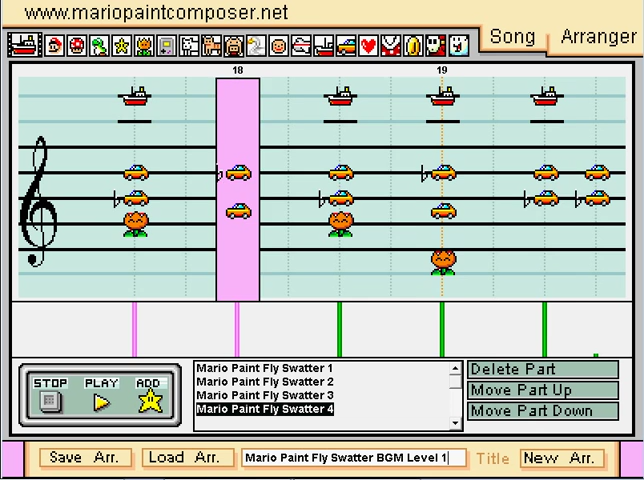 www.mariopaintcomposer.net
Song Arranger
18 19
STOP PLAY ADD
Mario Paint Fly Swatter 1
Mario Paint Fly Swatter 2
Mario Paint Fly Swatter 3
Mario Paint Fly Swatter 4
Delete Part
Move Part Up
Move Part Down
Save Arr. Load Arr. Mario Paint Fly Swatter BGM Level 1 Title New Arr.